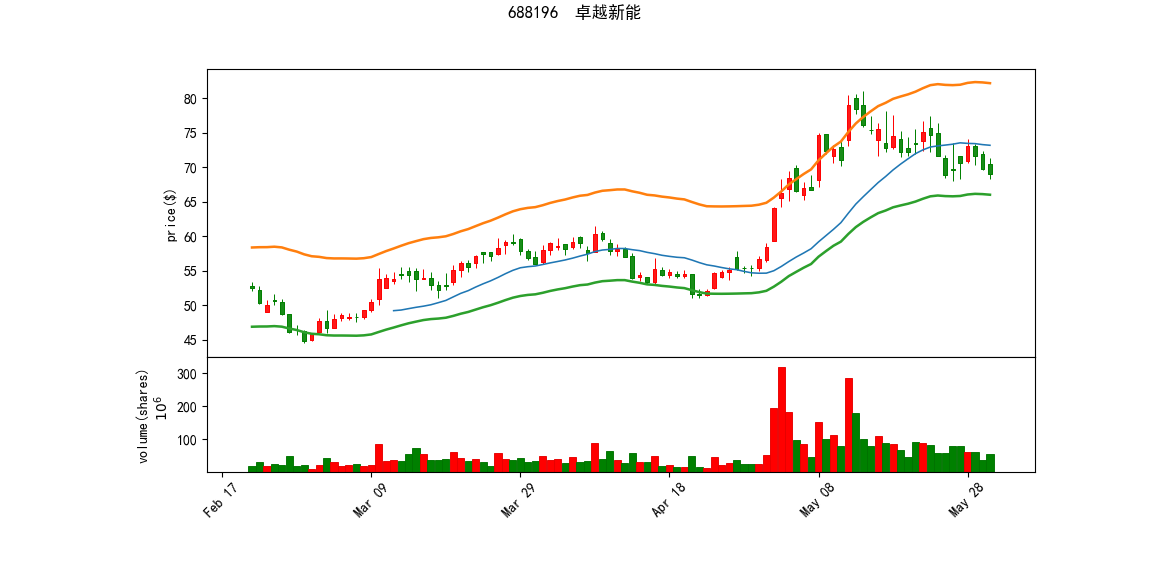 688196  卓越新能
80
75
70
65
60
55
50
45
price($)
300
200
100
volume(shares)
10^6
Feb 17
Mar 09
Mar 29
Apr 18
May 08
May 28